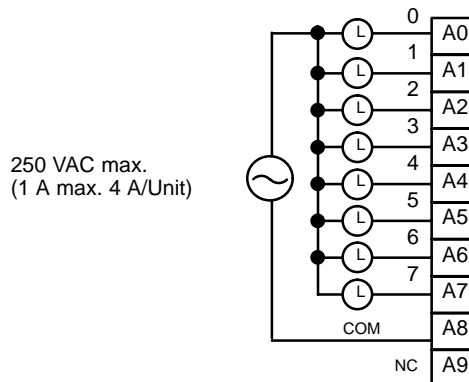 0
L
A0
1
L
A1
2
L
A2
3
L
A3
250 VAC max.
(1 A max. 4 A/Unit)
4
L
A4
5
L
A5
6
L
A6
7
L
A7
COM
A8
NC
A9